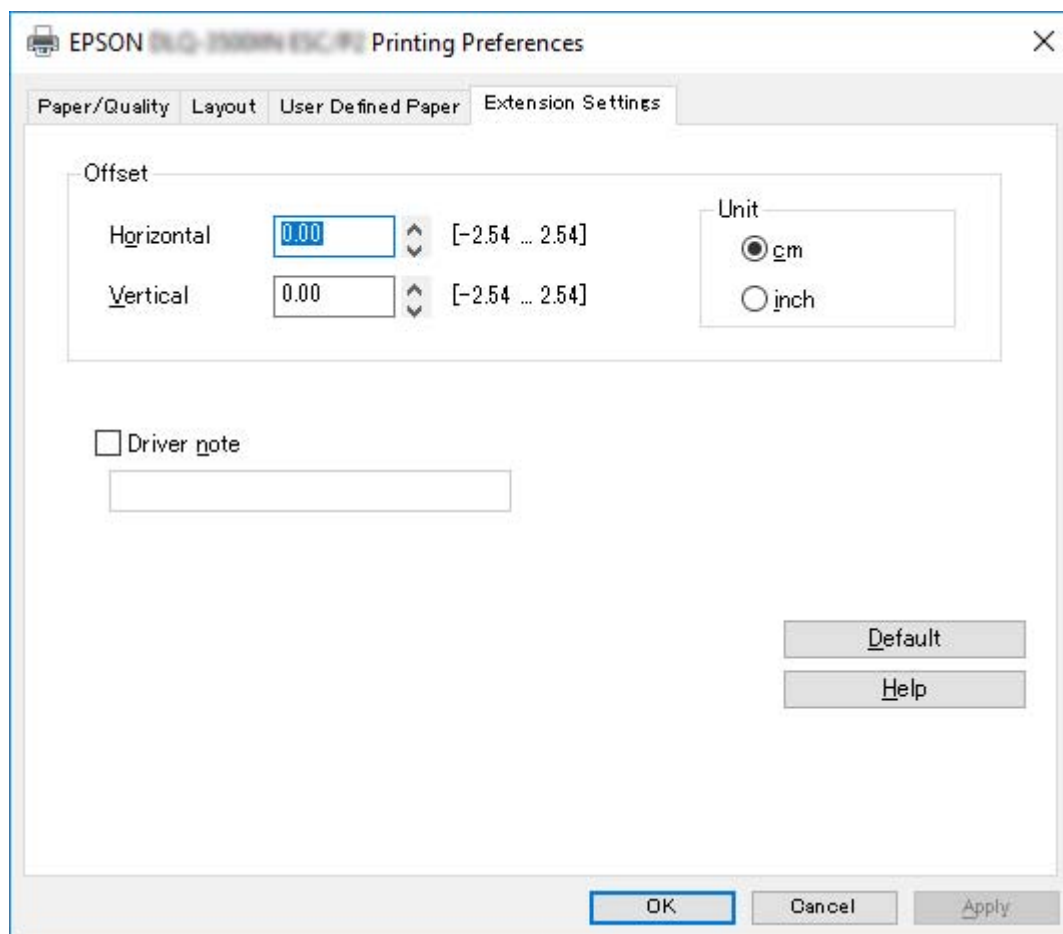 EPSON Printing Preferences
Paper/Quality Layout User Defined Paper Extension Settings
Offset
Horizontal 0.00 [-2.54 ... 2.54]
Vertical 0.00 [-2.54 ... 2.54]
Unit
cm
inch
Driver note
Default
Help
OK Cancel Apply